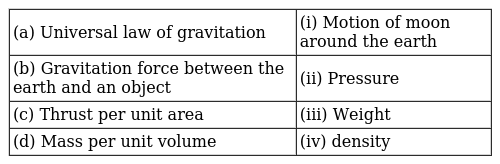 (a) Universal law of gravitation
(i) Motion of moon
around the earth
(b) Gravitation force between the
earth and an object
(ii) Pressure
(c) Thrust per unit area
(iii) Weight
(d) Mass per unit volume
(iv) density